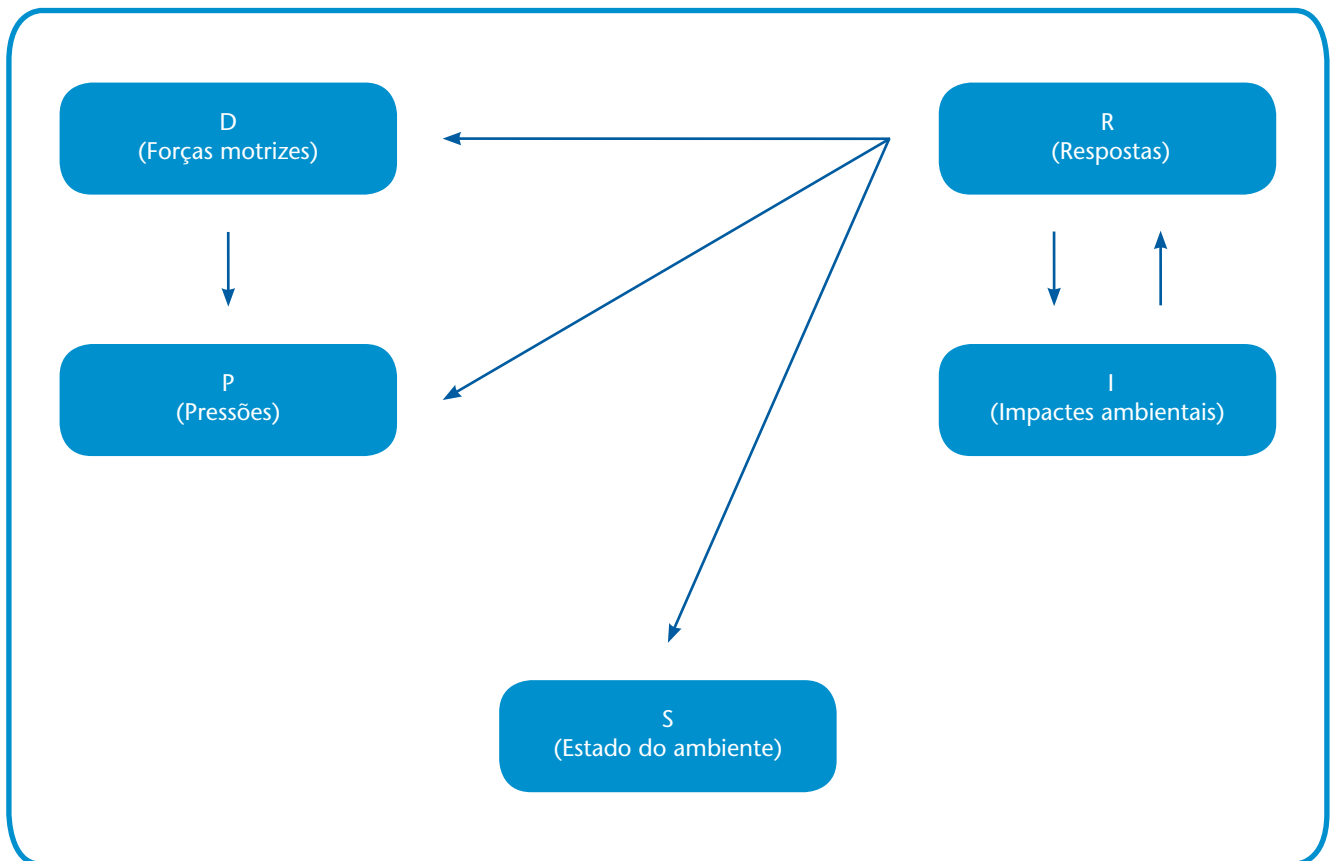 D
(Forças motrizes)
R
(Respostas)
P
(Pressões)
I
(Impactes ambientais)
S
(Estado do ambiente)